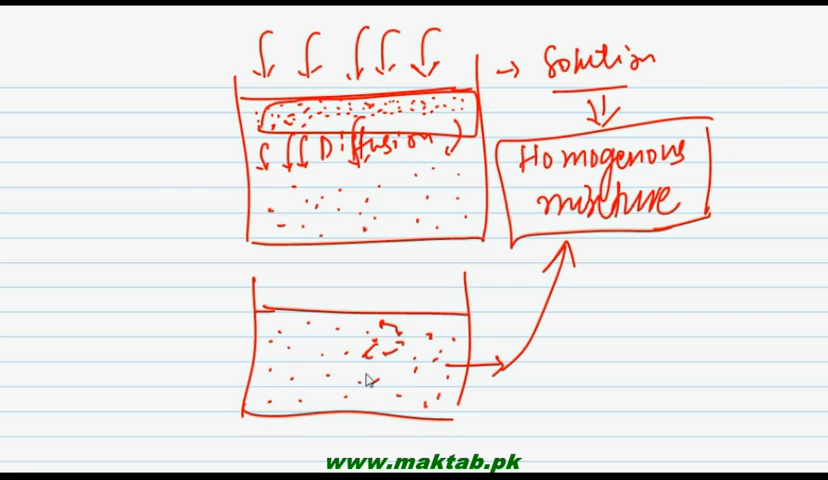 Solution
Diffusion
Homogenous
mixture
www.maktab.pk